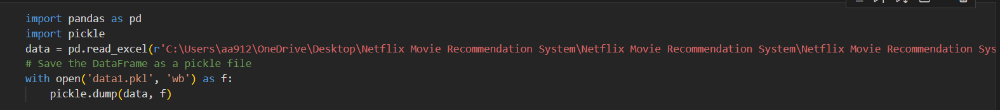 import pandas as pd
import pickle
data = pd.read_excel(r'C:\Users\aa912\OneDrive\Desktop\Netflix Movie Recommendation System\Netflix Movie Recommendation System\Netflix Movie Recommendation Sys
# Save the DataFrame as a pickle file
with open('data1.pkl', 'wb') as f:
    pickle.dump(data, f)